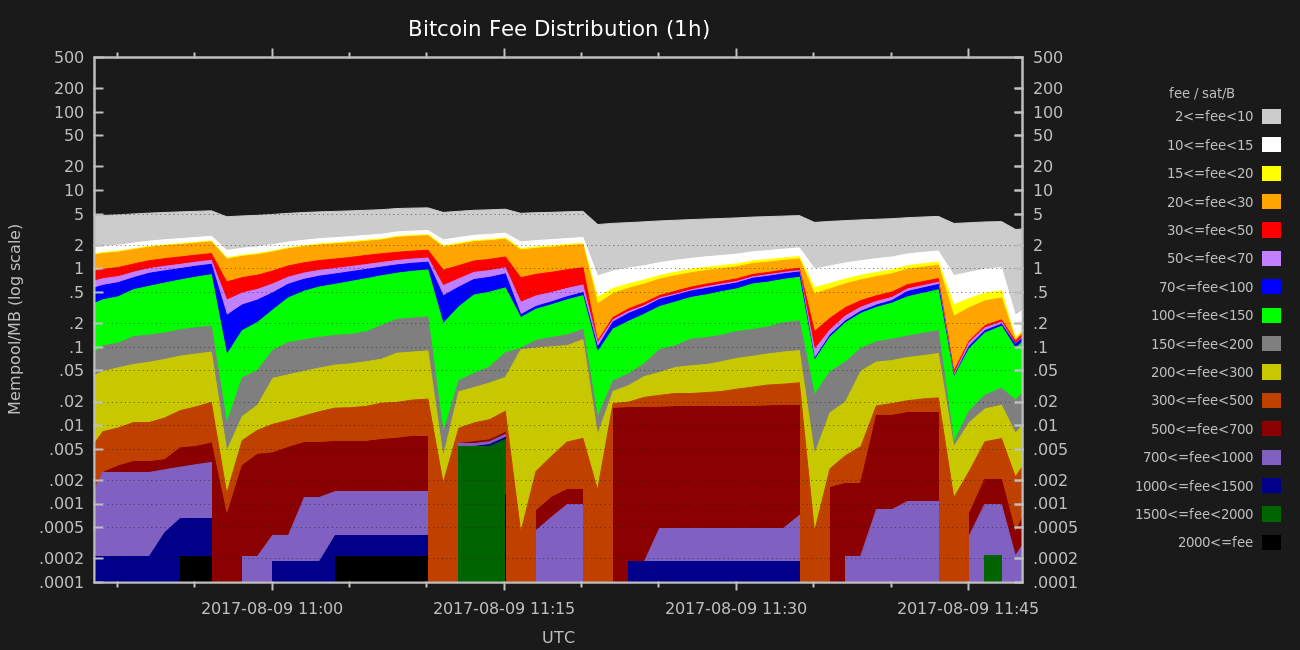 Bitcoin Fee Distribution (1h)
Mempool/MB (log scale)
500
200
100
50
20
10
5
2
1
.5
.2
.1
.05
.02
.01
.005
.002
.001
.0005
.0002
.0001
500
200
100
50
20
10
5
2
1
.5
.2
.1
.05
.02
.01
.005
.002
.001
.0005
.0002
.0001
fee / sat/B
2<=fee<10
10<=fee<15
15<=fee<20
20<=fee<30
30<=fee<50
50<=fee<70
70<=fee<100
100<=fee<150
150<=fee<200
200<=fee<300
300<=fee<500
500<=fee<700
700<=fee<1000
1000<=fee<1500
1500<=fee<2000
2000<=fee
2017-08-09 11:00
2017-08-09 11:15
2017-08-09 11:30
2017-08-09 11:45
UTC